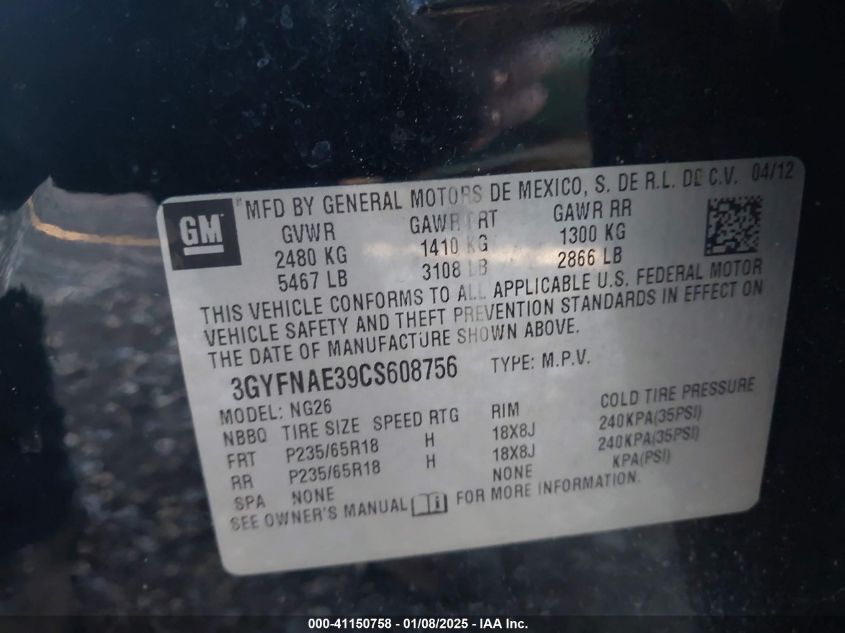 GM
MFD BY GENERAL MOTORS DE MEXICO, S. DE R.L. DE C.V. 04/12
GVWR GAWR FRT GAWR RR
2480 KG 1410 KG 1300 KG
5467 LB 3108 LB 2866 LB
THIS VEHICLE CONFORMS TO ALL APPLICABLE U.S. FEDERAL MOTOR
VEHICLE SAFETY AND THEFT PREVENTION STANDARDS IN EFFECT ON
THE DATE OF MANUFACTURE SHOWN ABOVE.
3GYFNAE39CS608756 TYPE: M.P.V.
MODEL: NG26
NBBQ TIRE SIZE SPEED RTG RIM COLD TIRE PRESSURE
FRT P235/65R18 H 18X8J 240KPA(35PSI)
RR P235/65R18 H 18X8J 240KPA(35PSI)
SPA NONE NONE KPA(PSI)
SEE OWNER'S MANUAL FOR MORE INFORMATION.
000-41150758 - 01/08/2025 - IAA Inc.